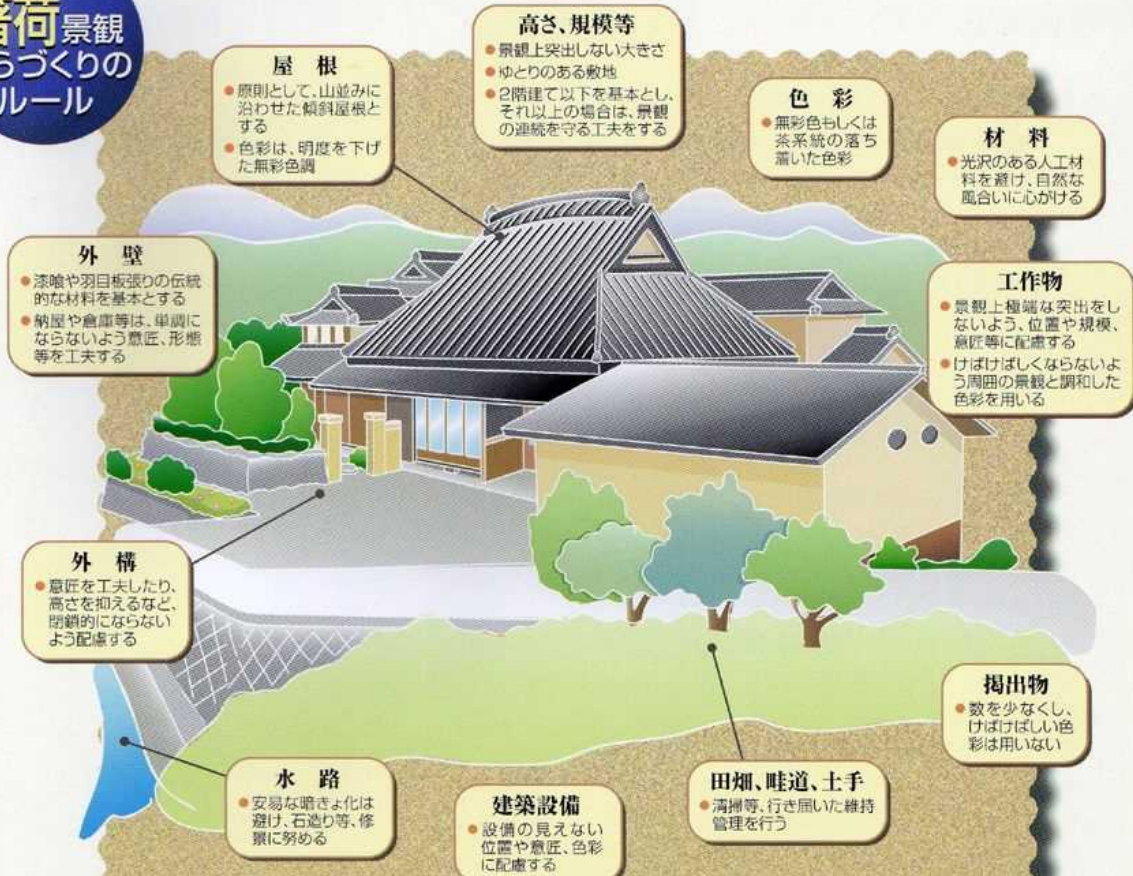 荷景観
づくりの
ルール
高さ、規模等
●景観上突出しない大きさ
●ゆとりのある敷地
●2階建て以下を基本とし、
それ以上の場合は、景観
の連続を守る工夫をする
屋根
●原則として、山並みに
沿わせた傾斜屋根と
する
●色彩は、明度を下げ
た無彩色調
色彩
●無彩色もしくは
茶系統の落ち
着いた色彩
材料
●光沢のある人工材
料を避け、自然な
風合いに心がける
外壁
●漆喰や羽目板張りの伝統
的な材料を基本とする
●納屋や倉庫等は、単調に
ならないよう意匠、形態
等を工夫する
工作物
●景観上極端な突出をし
ないよう、位置や規模、
意匠等に配慮する
●けばけばしくならないよ
う周囲の景観と調和した
色彩を用いる
外構
●意匠を工夫したり、
高さを抑えるなど、
閉鎖的にならない
よう配慮する
掲出物
●数を少なくし、
けばけばしい色
彩は用いない
水路
●安易な暗きょ化は
避け、石造り等、修
景に努める
建築設備
●設備の見えない
位置や意匠、色彩
に配慮する
田畑、畦道、土手
●清掃等、行き届いた維持
管理を行う